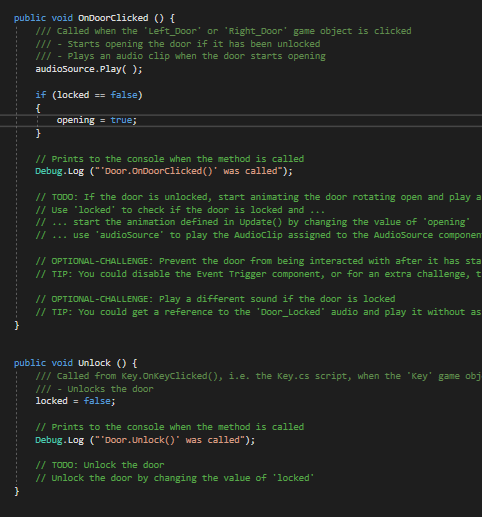 public void OnDoorClicked () {
/// Called when the 'Left_Door' or 'Right_Door' game object is clicked
/// - Starts opening the door if it has been unlocked
/// - Plays an audio clip when the door starts opening
audioSource.Play( );
if (locked == false)
{
opening = true;
}
// Prints to the console when the method is called
Debug.Log ("'Door.OnDoorClicked()' was called");
// TODO: If the door is unlocked, start animating the door rotating open and play a
// Use 'locked' to check if the door is locked and ...
// ... start the animation defined in Update() by changing the value of 'opening'
// ... use 'audioSource' to play the AudioClip assigned to the AudioSource componen
// OPTIONAL-CHALLENGE: Prevent the door from being interacted with after it has sta
// TIP: You could disable the Event Trigger component, or for an extra challenge, t
// OPTIONAL-CHALLENGE: Play a different sound if the door is locked
// TIP: You could get a reference to the 'Door_Locked' audio and play it without as
}
public void Unlock () {
/// Called from Key.OnKeyClicked(), i.e. the Key.cs script, when the 'Key' game obj
/// - Unlocks the door
locked = false;
// Prints to the console when the method is called
Debug.Log ("'Door.Unlock()' was called");
// TODO: Unlock the door
// Unlock the door by changing the value of 'locked'
}